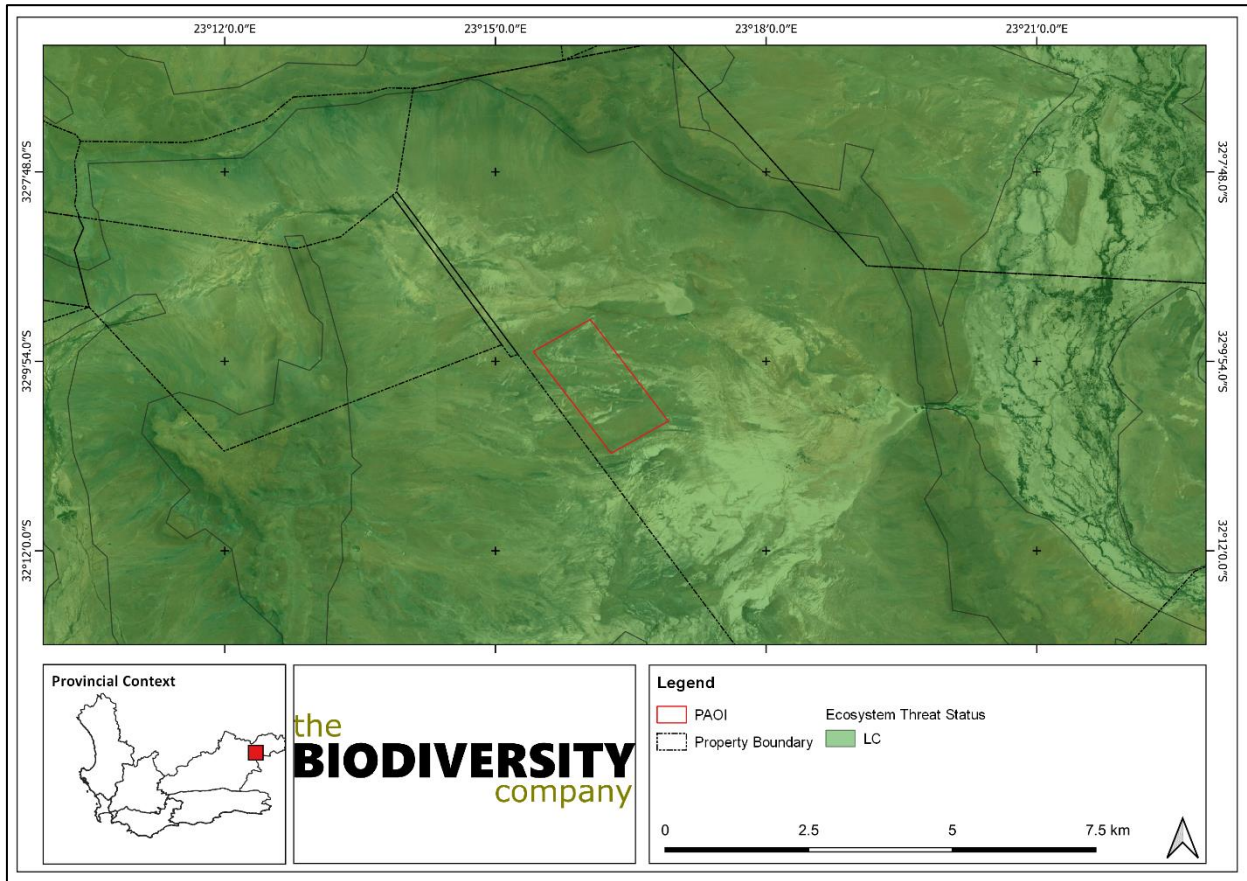 23°12'0.0"E
23°15'0.0"E
23°18'0.0"E
23°21'0.0"E
32°7'48.0"S
32°7'48.0"S
32°9'54.0"S
32°9'54.0"S
32°12'0.0"S
32°12'0.0"S
Provincial Context
the
BIODIVERSITY
company
Legend
PAOI
Property Boundary
Ecosystem Threat Status
LC
0 2.5 5 7.5 km